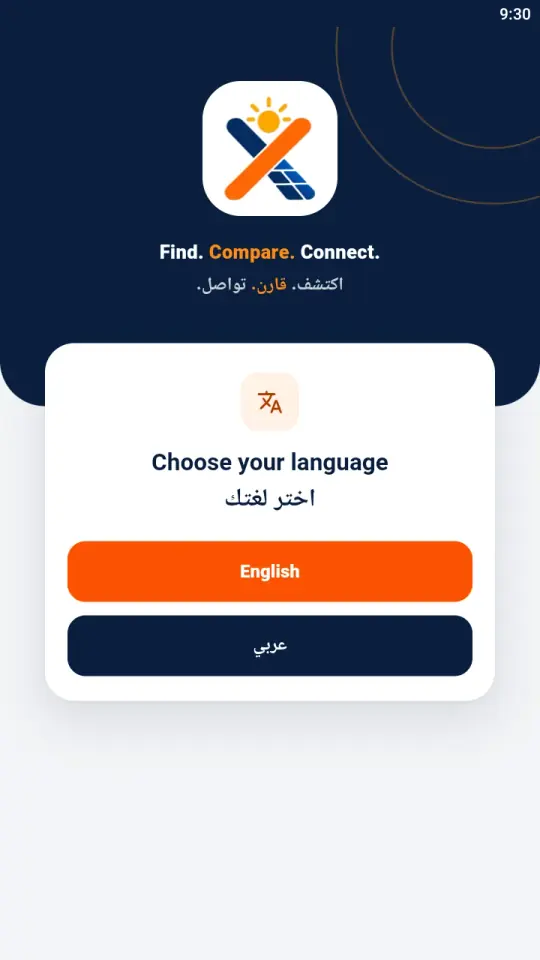 9:30
Find. Compare. Connect.
اكتشف. قارن. تواصل.
Choose your language
اختر لغتك
English
عربي